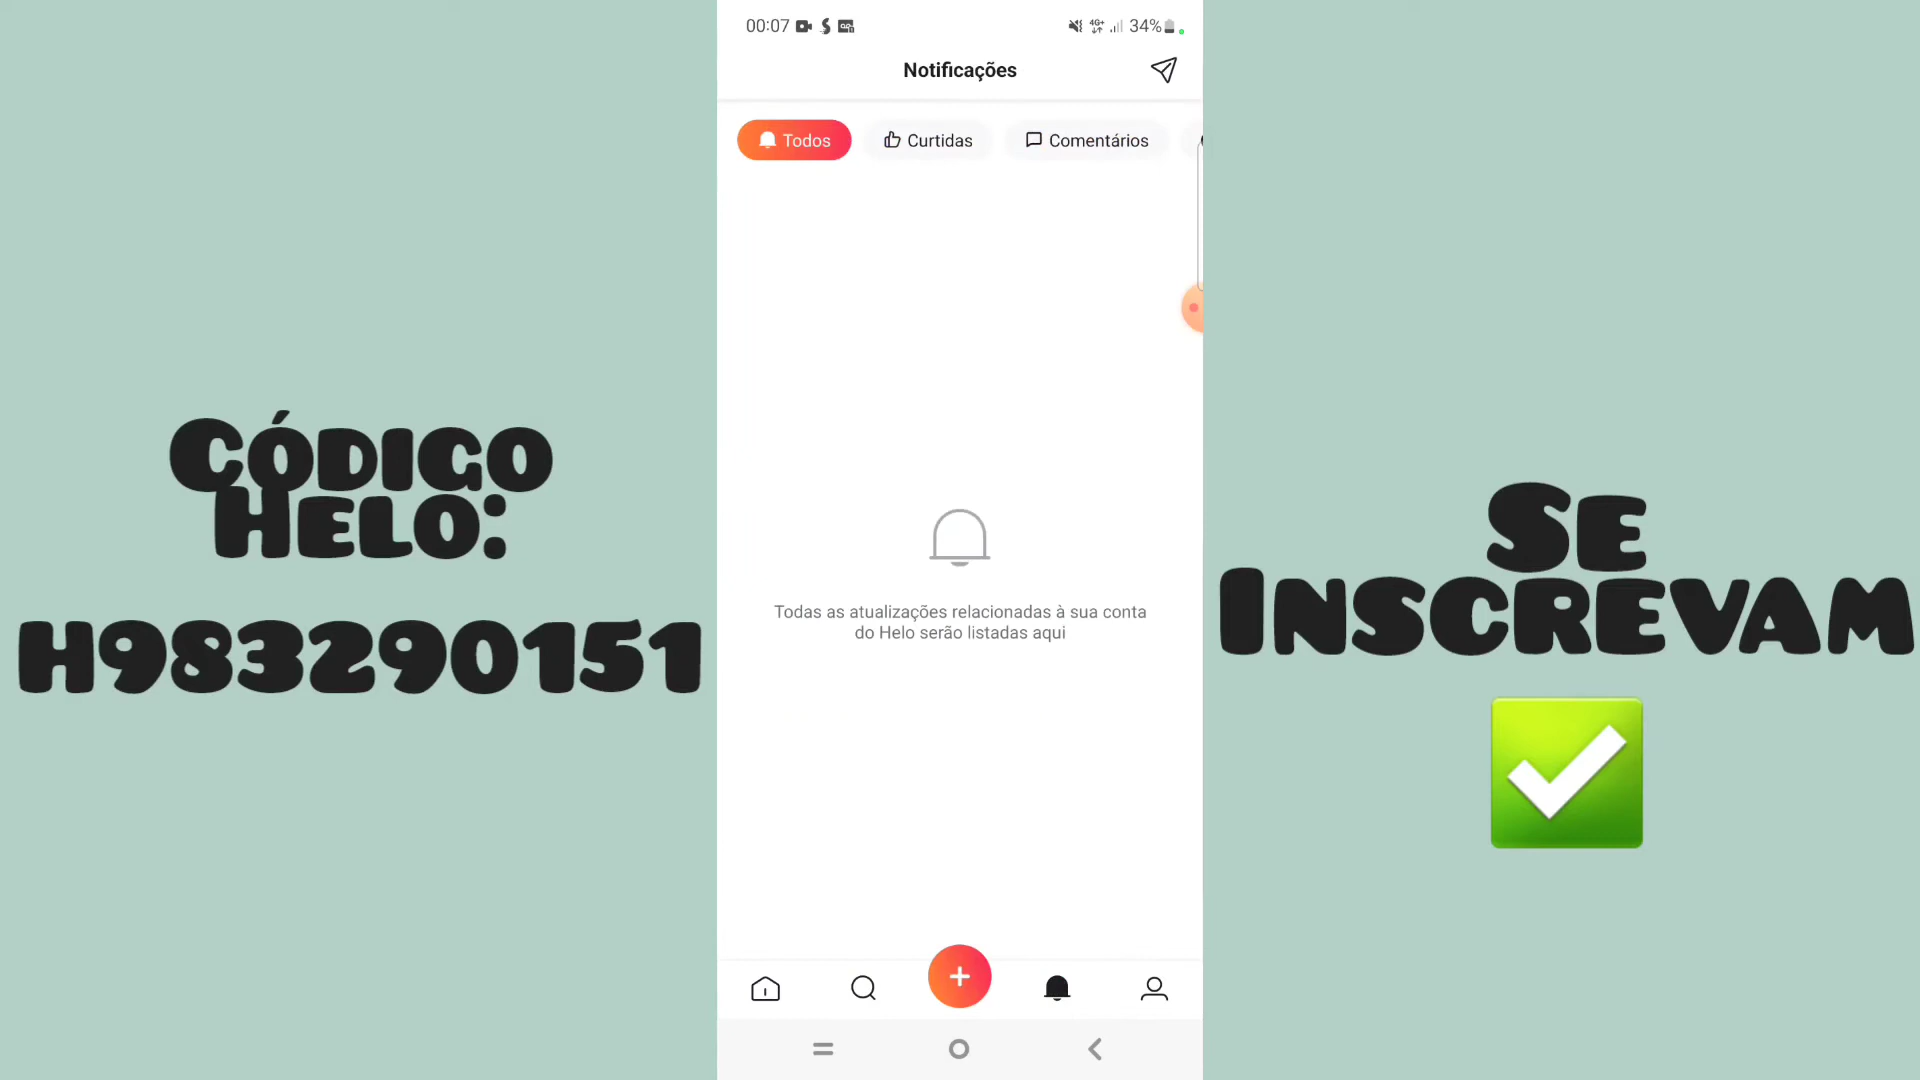 00:07
34%
Notificações
Todos
Curtidas
Comentários
Todas as atualizações relacionadas à sua conta
do Helo serão listadas aqui
Código
Helo:
H983290151
Se
Inscrevam